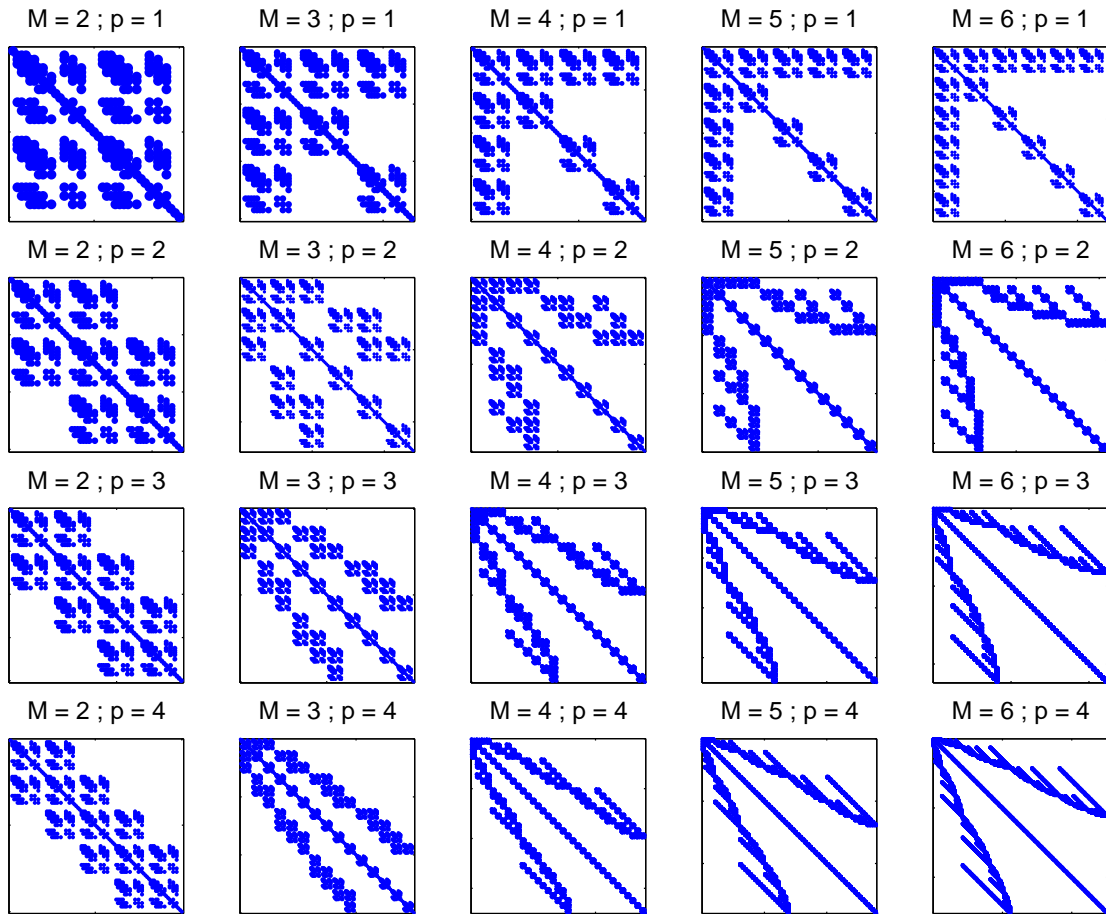 M = 2 ; p = 1
M = 3 ; p = 1
M = 4 ; p = 1
M = 5 ; p = 1
M = 6 ; p = 1
M = 2 ; p = 2
M = 3 ; p = 2
M = 4 ; p = 2
M = 5 ; p = 2
M = 6 ; p = 2
M = 2 ; p = 3
M = 3 ; p = 3
M = 4 ; p = 3
M = 5 ; p = 3
M = 6 ; p = 3
M = 2 ; p = 4
M = 3 ; p = 4
M = 4 ; p = 4
M = 5 ; p = 4
M = 6 ; p = 4